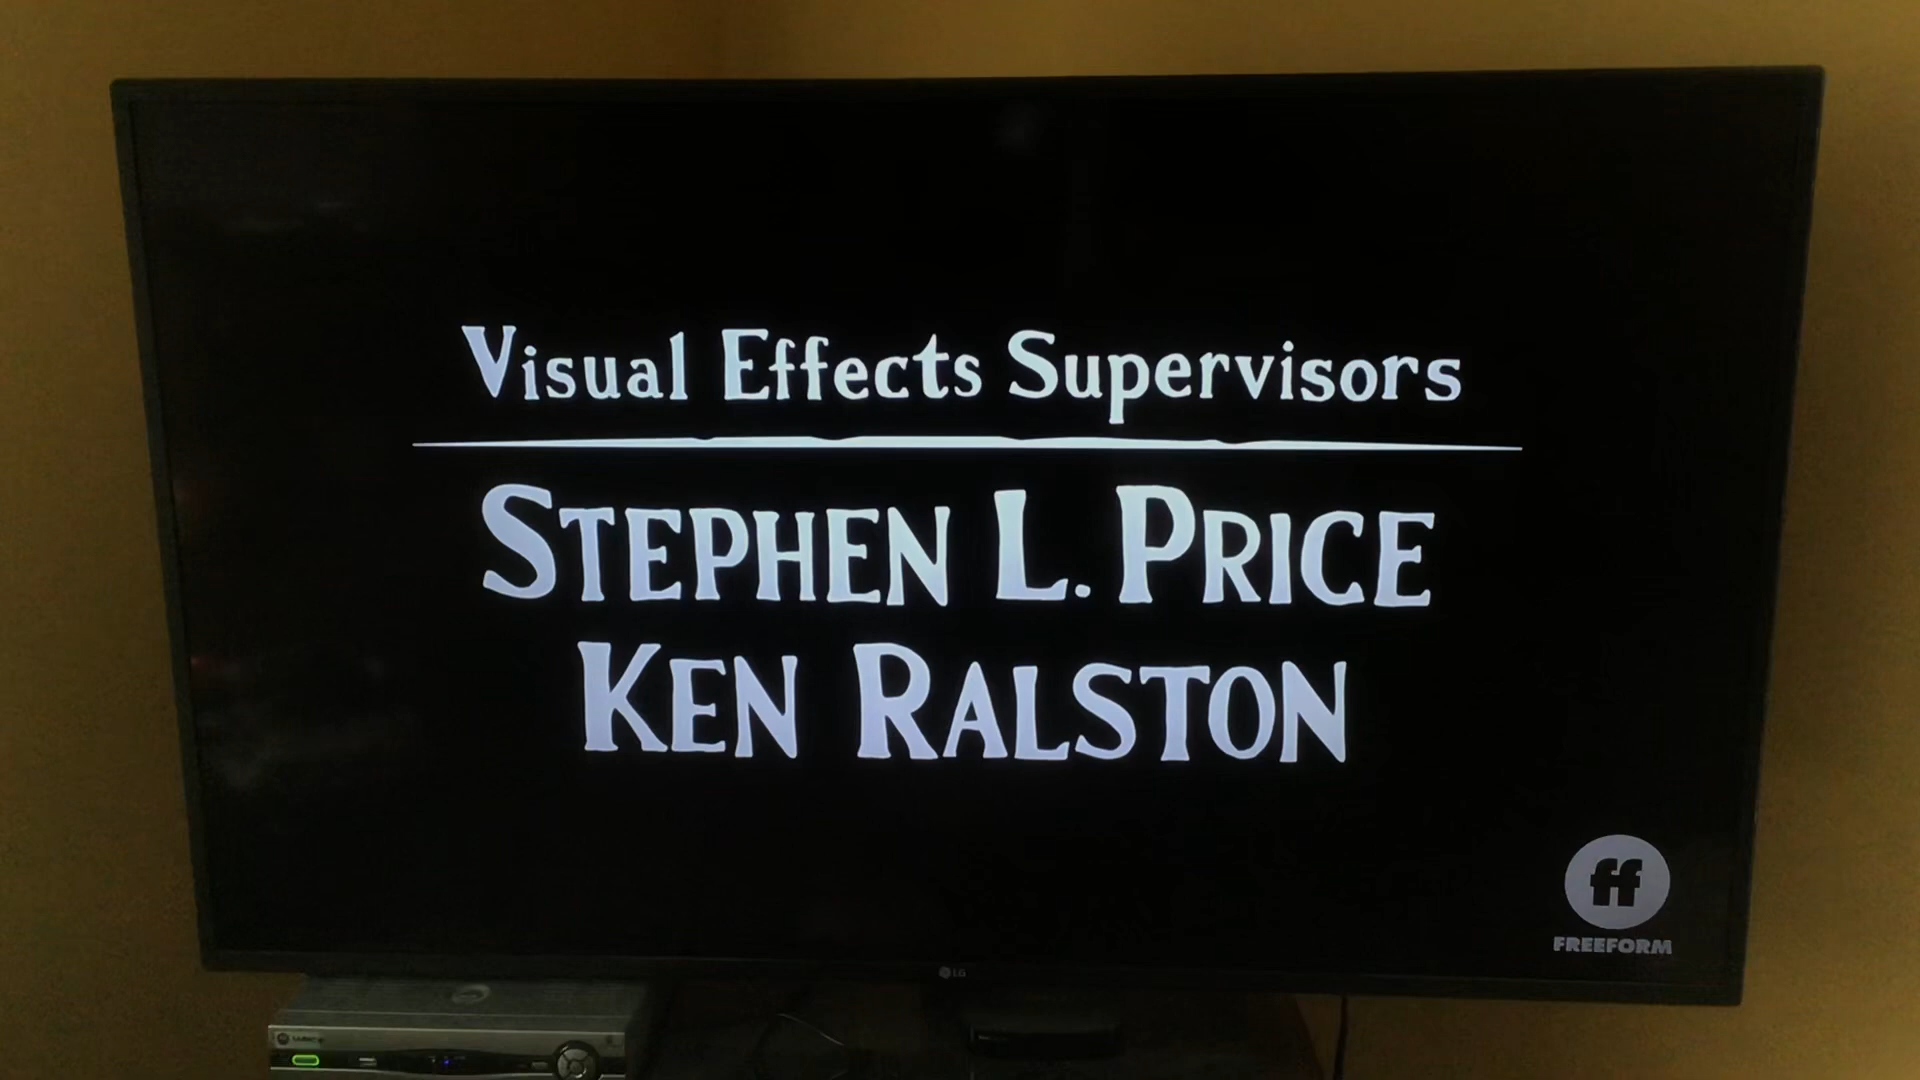 Visual Effects Supervisors
STEPHEN L. PRICE
KEN RALSTON
ff
FREEFORM
LG